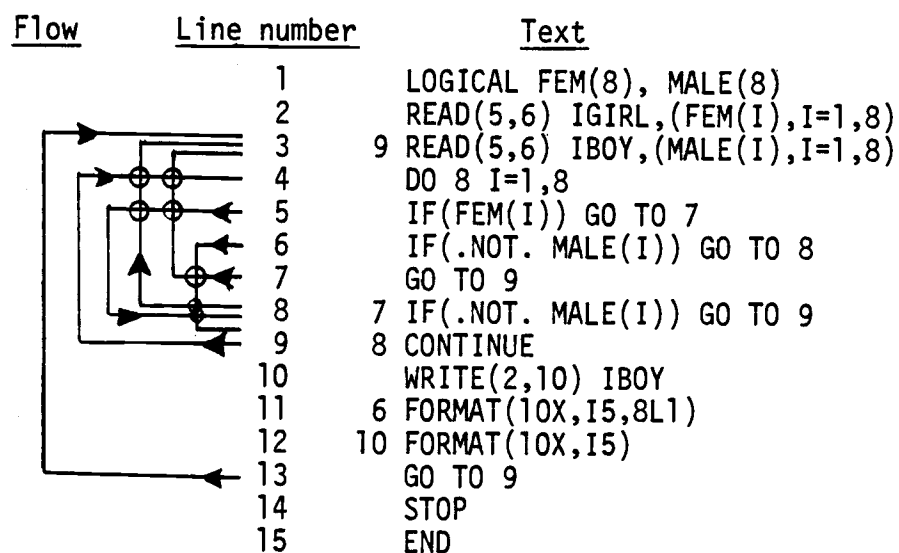 Flow Line number Text
1 LOGICAL FEM(8), MALE(8)
2 READ(5,6) IGIRL,(FEM(I),I=1,8)
3 9 READ(5,6) IBOY,(MALE(I),I=1,8)
4 DO 8 I=1,8
5 IF(FEM(I)) GO TO 7
6 IF(.NOT. MALE(I)) GO TO 8
7 GO TO 9
8 7 IF(.NOT. MALE(I)) GO TO 9
9 8 CONTINUE
10 WRITE(2,10) IBOY
11 6 FORMAT(10X,I5,8L1)
12 10 FORMAT(10X,I5)
13 GO TO 9
14 STOP
15 END